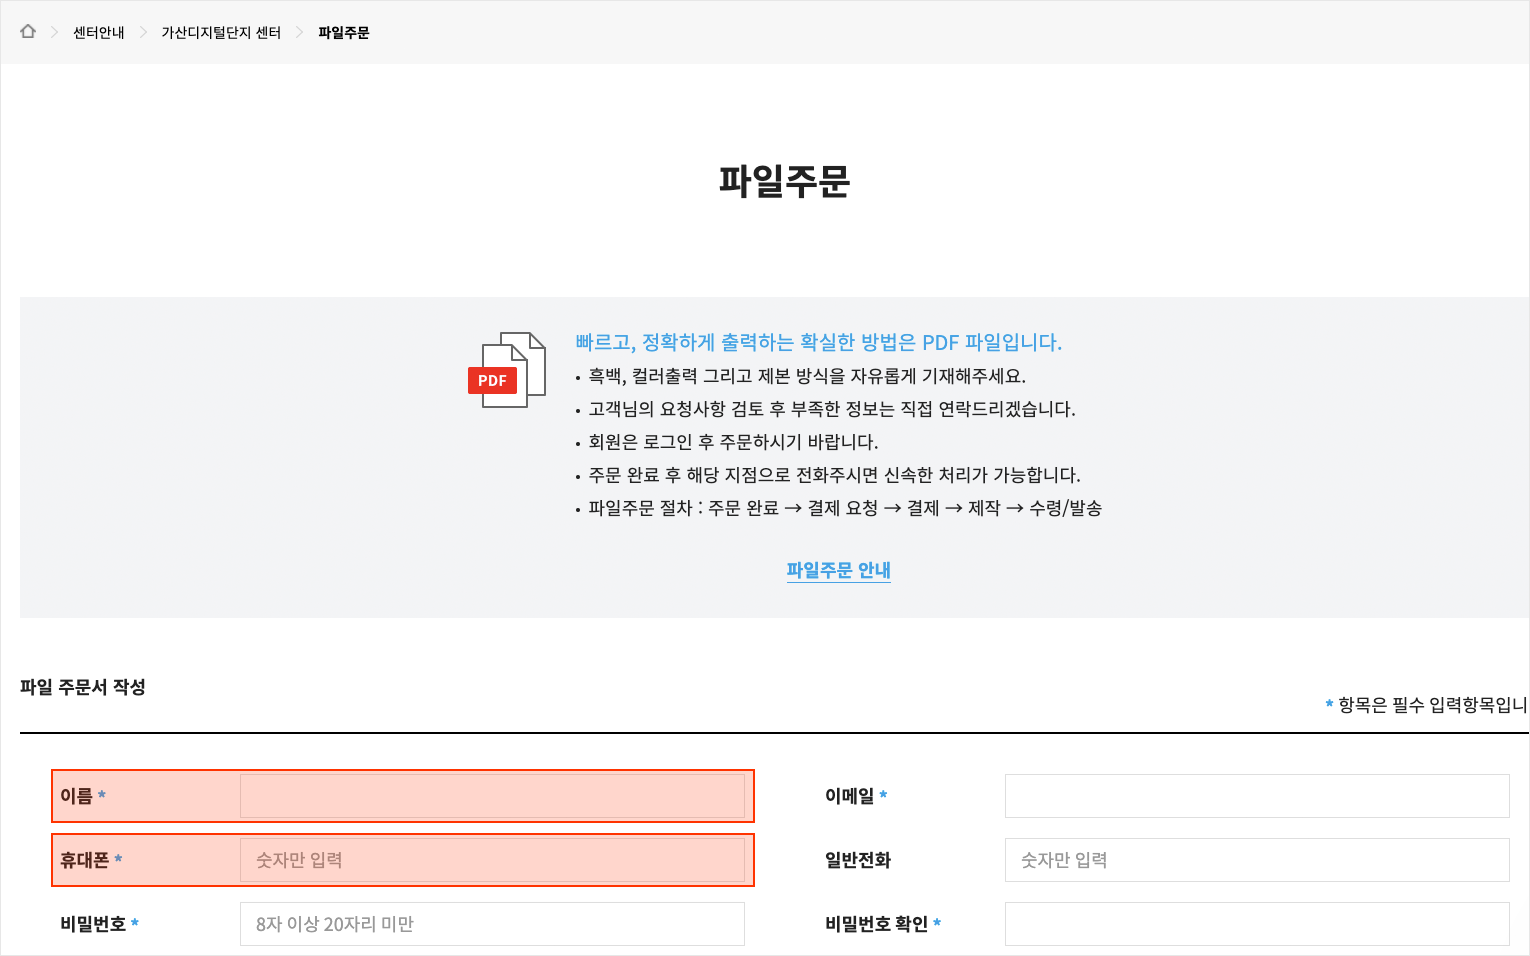 센터안내 가산디지털단지 센터 파일주문
파일주문
빠르고, 정확하게 출력하는 확실한 방법은 PDF 파일입니다.
PDF
• 흑백, 컬러출력 그리고 제본 방식을 자유롭게 기재해주세요.
• 고객님의 요청사항 검토 후 부족한 정보는 직접 연락드리겠습니다.
• 회원은 로그인 후 주문하시기 바랍니다.
• 주문 완료 후 해당 지점으로 전화주시면 신속한 처리가 가능합니다.
• 파일주문 절차 : 주문 완료 → 결제 요청 → 결제 → 제작 → 수령/발송
파일주문 안내
파일 주문서 작성
* 항목은 필수 입력항목입니
이름 * 이메일 *
휴대폰 * 숫자만 입력 일반전화 숫자만 입력
비밀번호 * 8자 이상 20자리 미만 비밀번호 확인 *